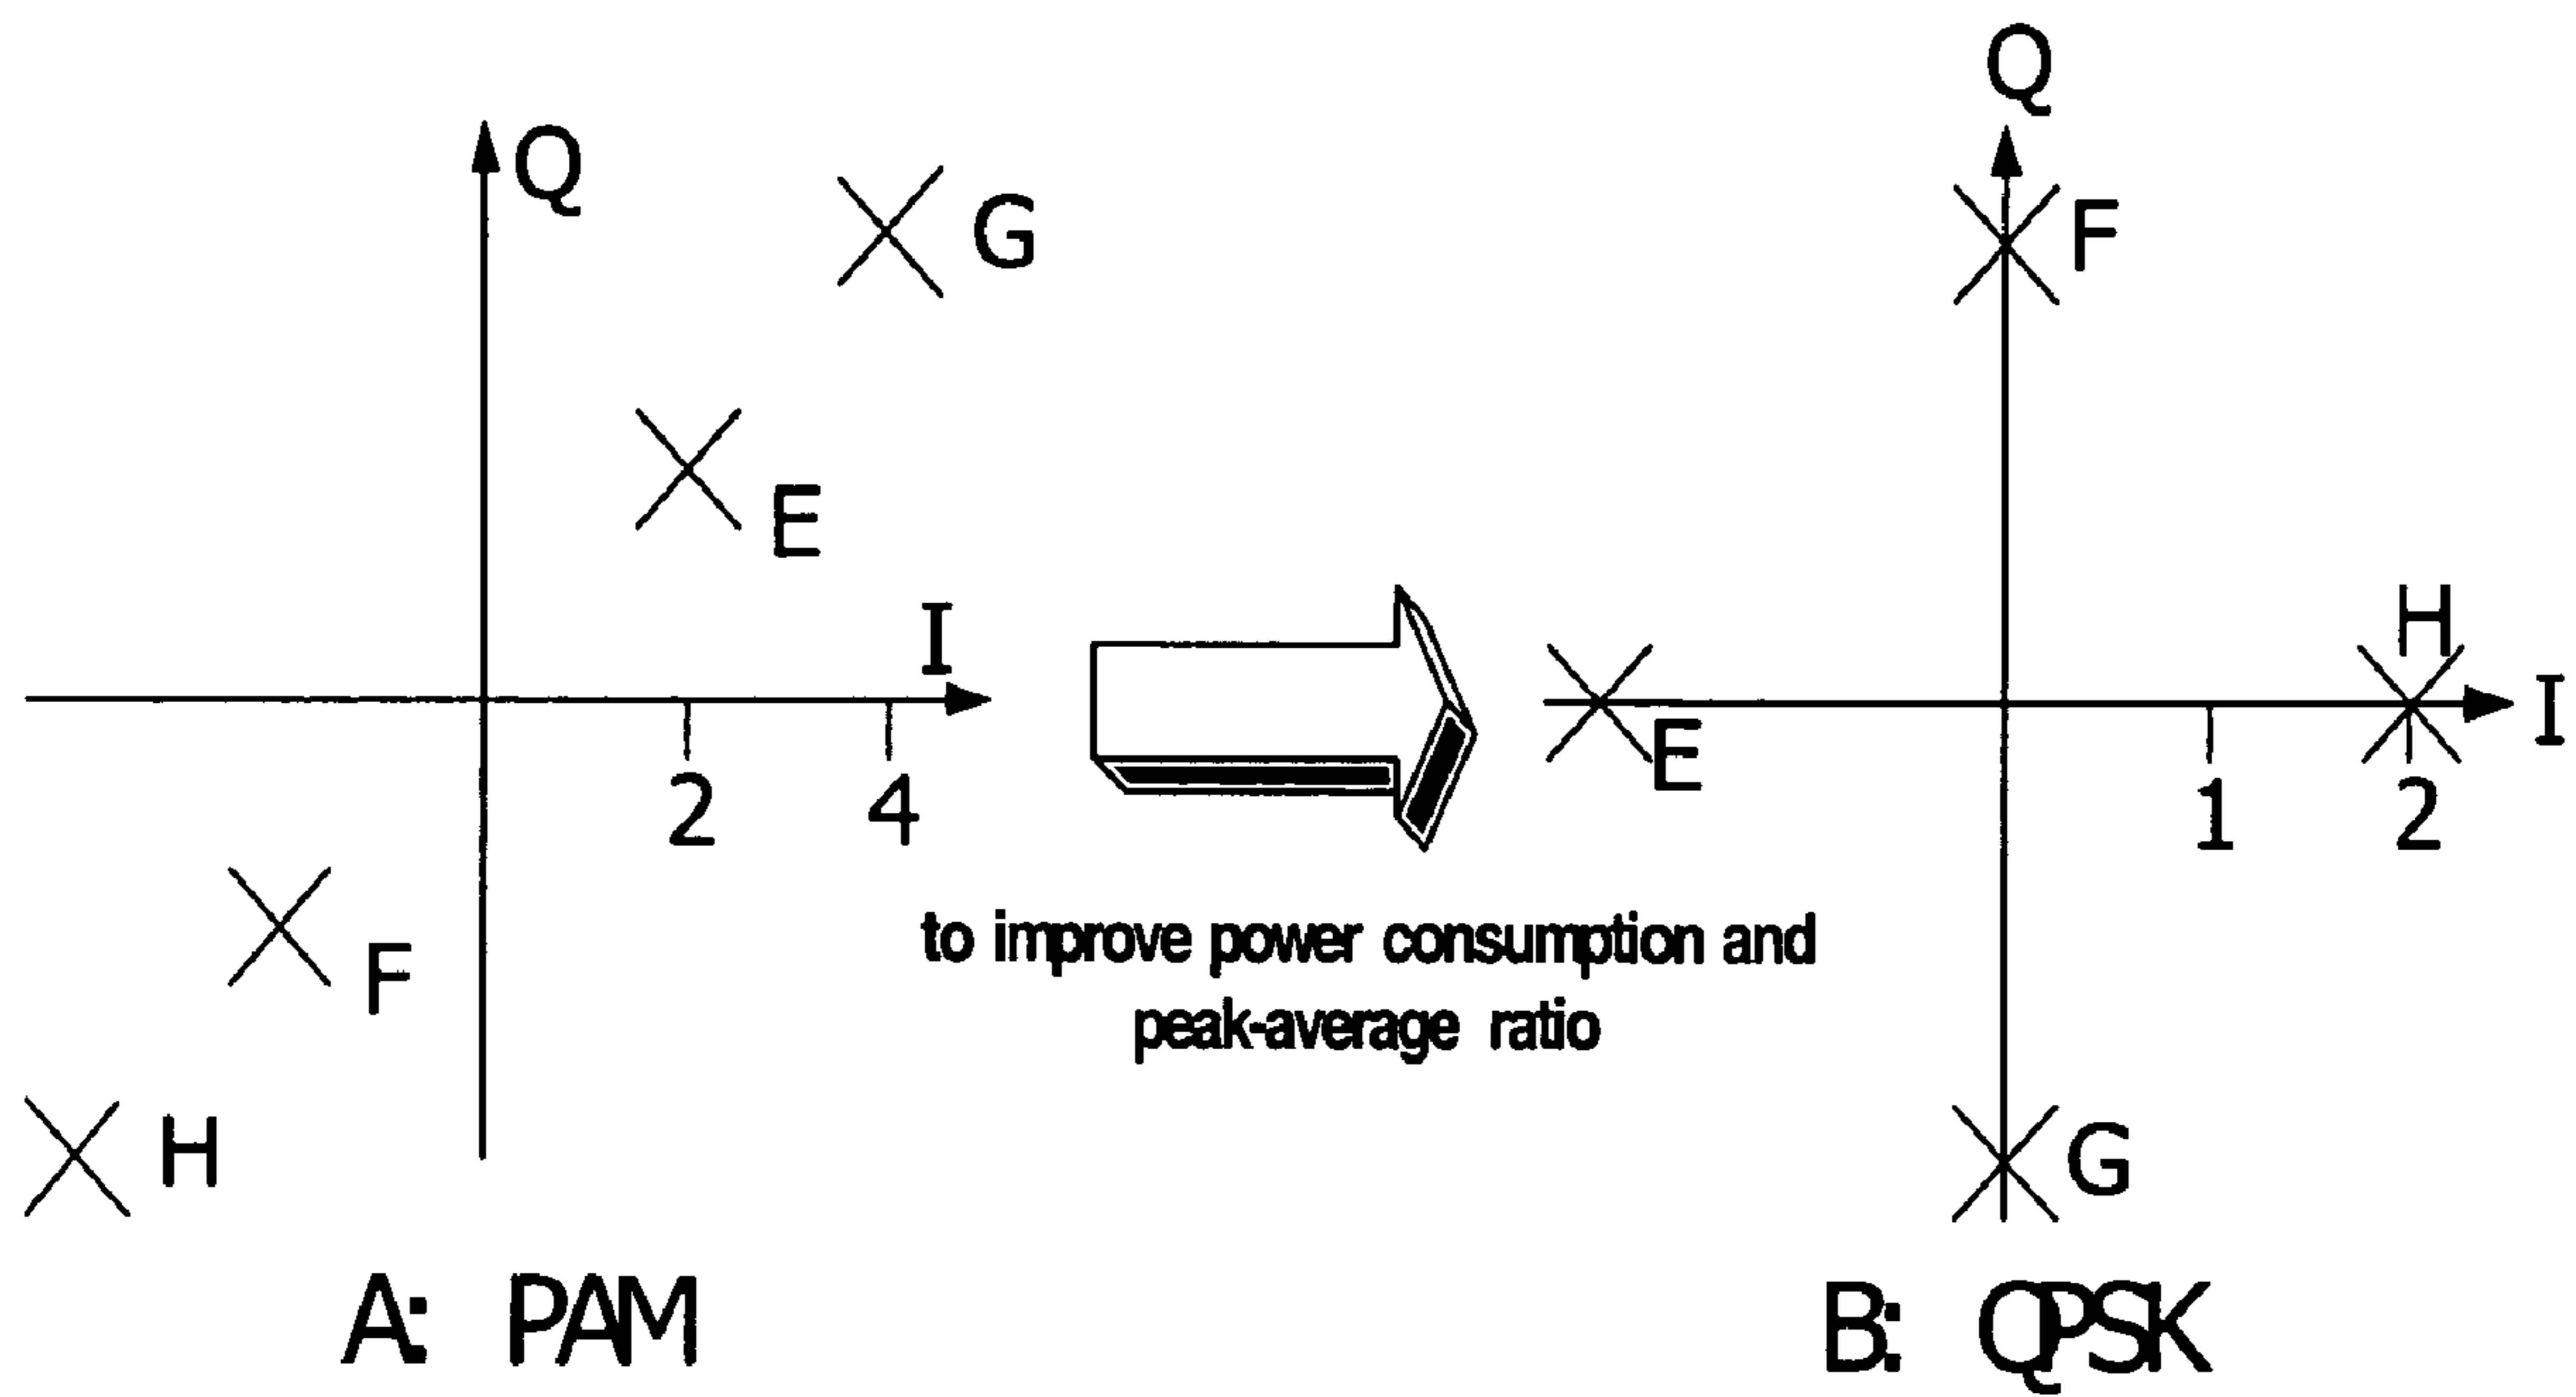 Q
G
E
I
2
4
F
H
A: PAM
to improve power consumption and
peak-average ratio
Q
F
H
I
E
1
2
G
B: QPSK